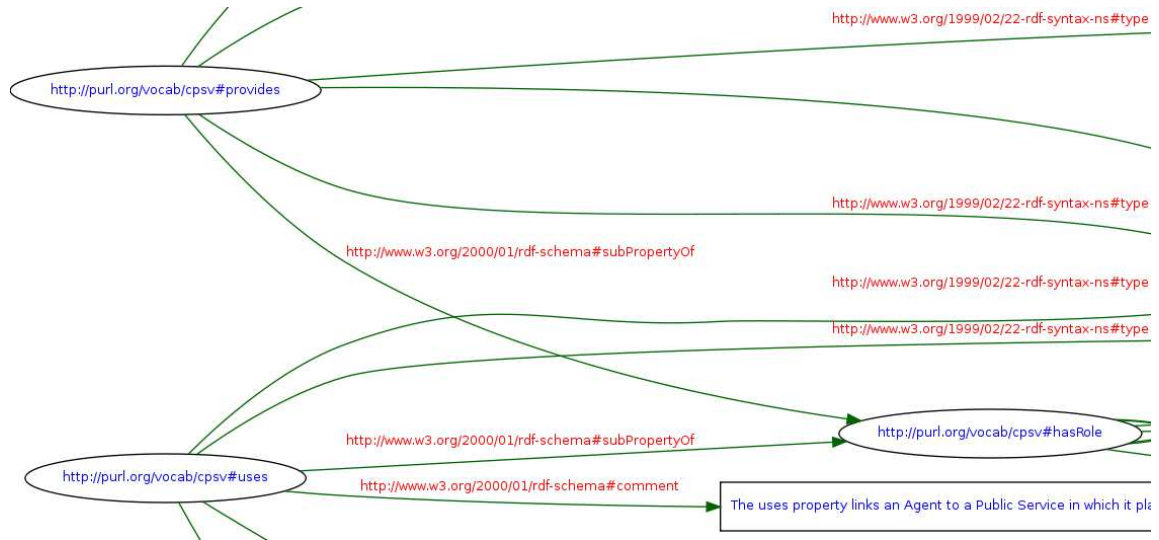 http://www.w3.org/1999/02/22-rdf-syntax-ns#type
http://purl.org/vocab/cpsv#provides
http://www.w3.org/1999/02/22-rdf-syntax-ns#type
http://www.w3.org/2000/01/rdf-schema#subPropertyOf
http://www.w3.org/1999/02/22-rdf-syntax-ns#type
http://www.w3.org/1999/02/22-rdf-syntax-ns#type
http://purl.org/vocab/cpsv#hasRole
http://www.w3.org/2000/01/rdf-schema#subPropertyOf
http://purl.org/vocab/cpsv#uses
http://www.w3.org/2000/01/rdf-schema#comment
The uses property links an Agent to a Public Service in which it pla